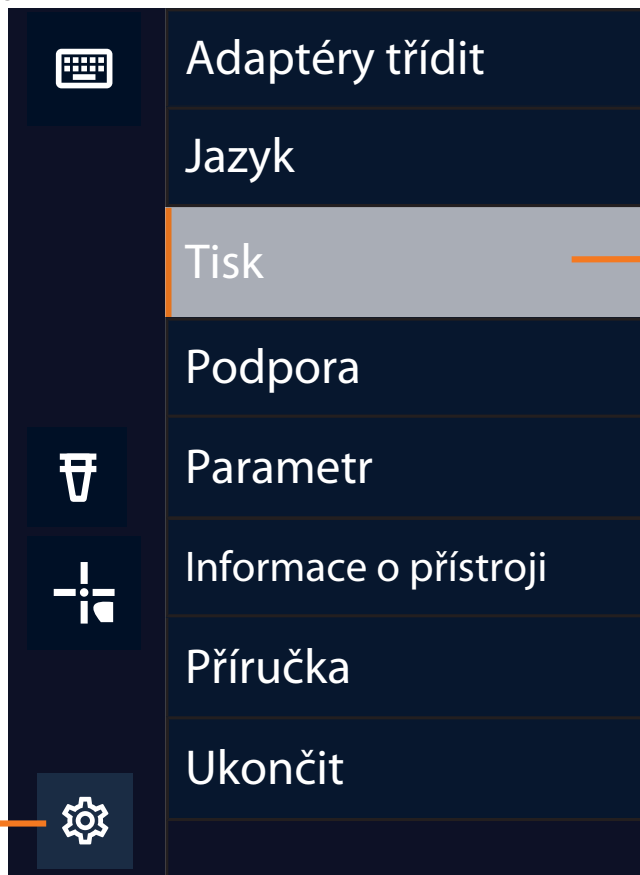 Adaptéry třídit
Jazyk
Tisk
Podpora
Parametr
Informace o přístroji
Příručka
Ukončit